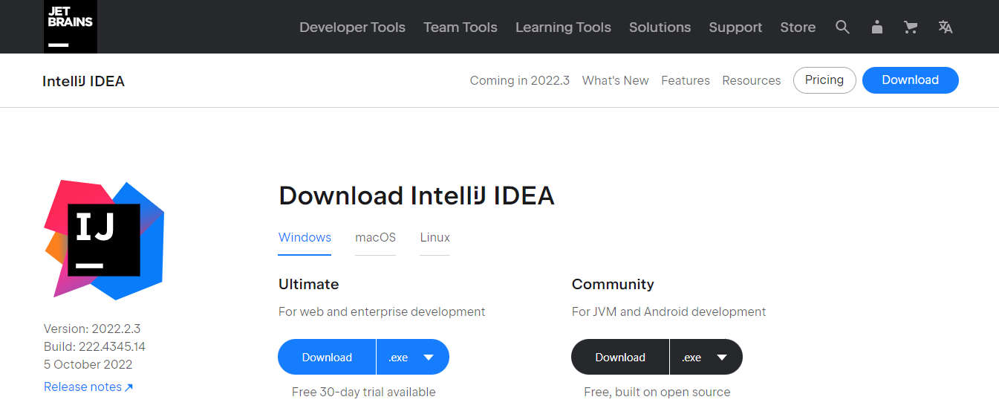 JET
BRAINS
Developer Tools Team Tools Learning Tools Solutions Support Store
IntelliJ IDEA
Coming in 2022.3 What's New Features Resources Pricing Download
IJ
Download IntelliJ IDEA
Windows macOS Linux
Ultimate
For web and enterprise development
Download .exe
Free 30-day trial available
Community
For JVM and Android development
Download .exe
Free, built on open source
Version: 2022.2.3
Build: 222.4345.14
5 October 2022
Release notes